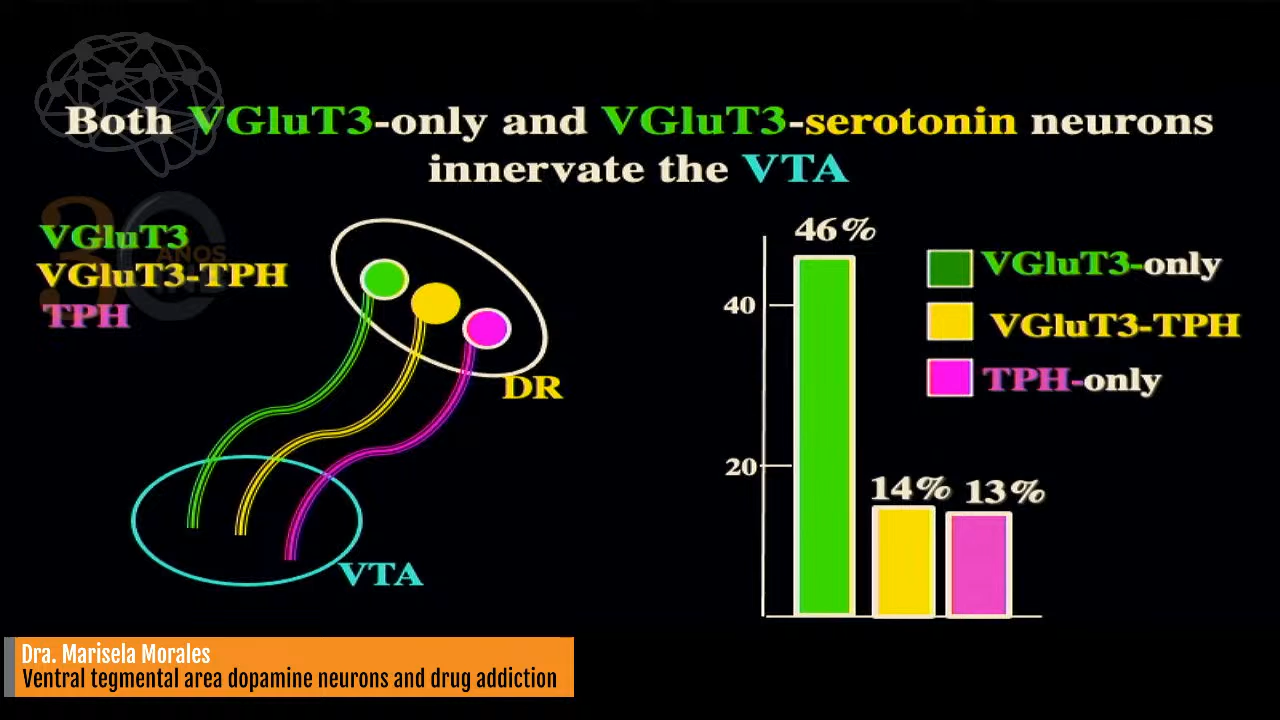 Both VGluT3-only and VGluT3-serotonin neurons
innervate the VTA
VGluT3
VGluT3-TPH
TPH
DR
VTA
46%
40
20
14%
13%
VGluT3-only
VGluT3-TPH
TPH-only
30
AÑOS
Dra. Marisela Morales
Ventral tegmental area dopamine neurons and drug addiction